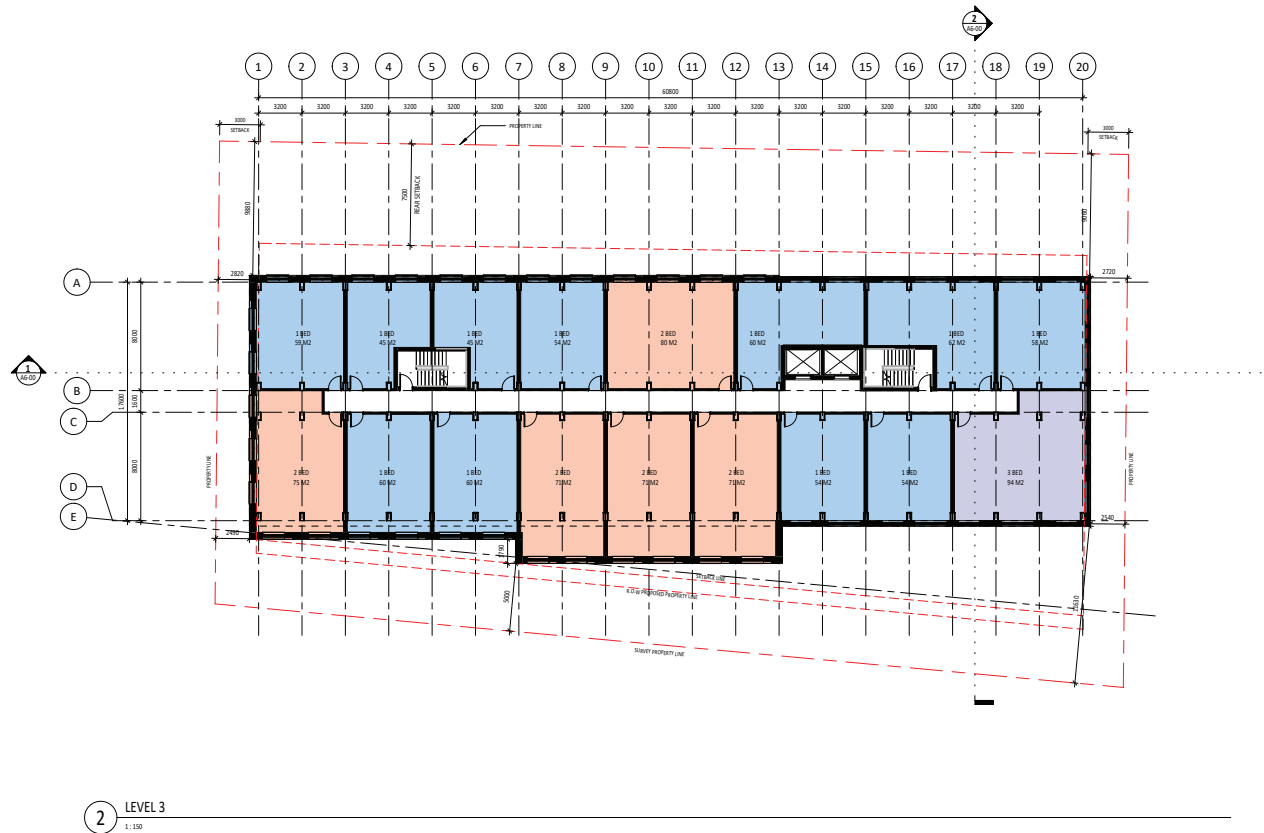 2
A6-00
1 2 3 4 5 6 7 8 9 10 11 12 13 14 15 16 17 18 19 20
60800
3200 3200 3200 3200 3200 3200 3200 3200 3200 3200 3200 3200 3200 3200 3200 3200 3200 3200
3000
SETBACK
3000
SETBACK
PROPERTY LINE
9880
7500
REAR SETBACK
9060
2820
2720
A
8000
1 BED
59 M2
1 BED
45 M2
1 BED
45 M2
1 BED
54 M2
2 BED
80 M2
1 BED
60 M2
1 BED
62 M2
1 BED
58 M2
1
A6-00
B
17600
1600
C
8000
PROPERTY LINE
2 BED
75 M2
1 BED
60 M2
1 BED
60 M2
2 BED
71 M2
2 BED
71 M2
2 BED
71 M2
1 BED
54 M2
1 BED
54 M2
3 BED
94 M2
PROPERTY LINE
D
E
2490
2540
SETBACK LINE
R.O.W PROPOSED PROPERTY LINE
5000
SURVEY PROPERTY LINE
2
LEVEL 3
1 : 150